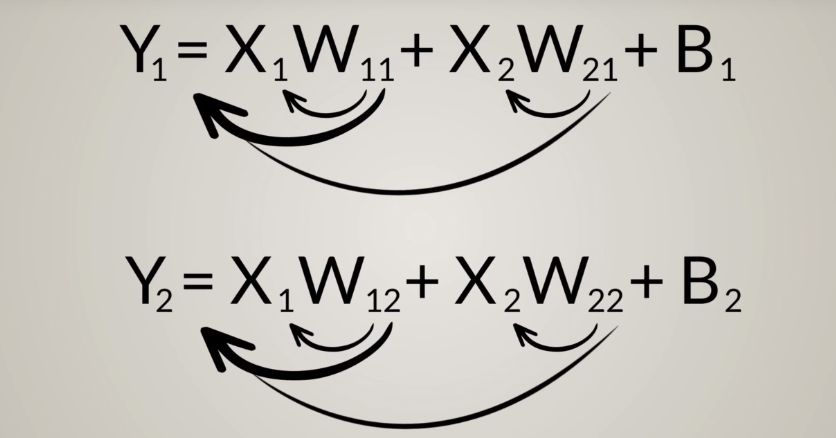 Y₁ = X₁W₁₁ + X₂W₂₁ + B₁
Y₂ = X₁W₁₂ + X₂W₂₂ + B₂